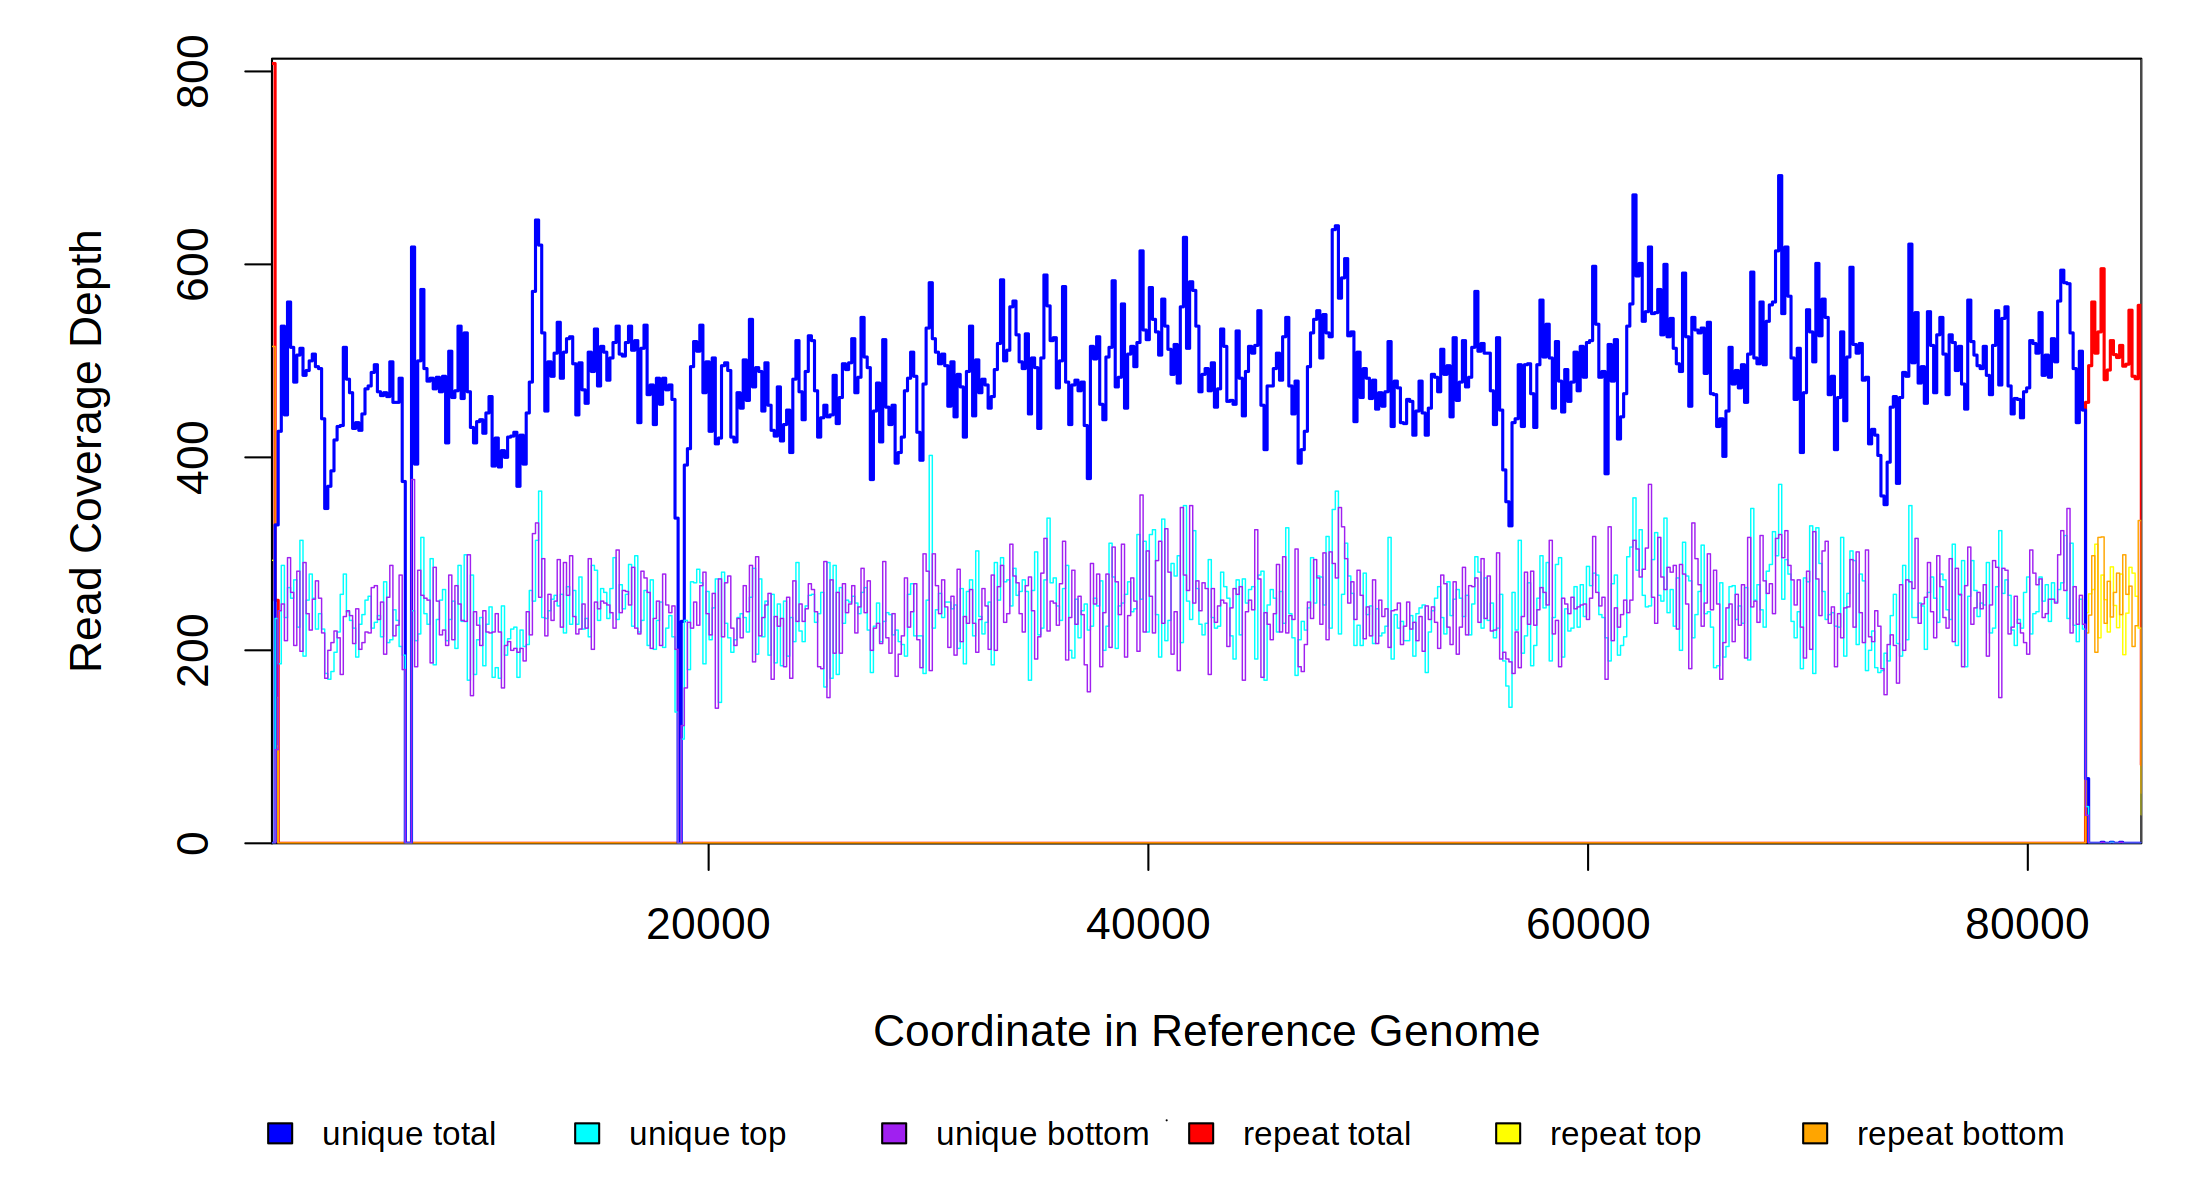 800
600
400
200
0
Read Coverage Depth
20000 40000 60000 80000
Coordinate in Reference Genome
unique total unique top unique bottom repeat total repeat top repeat bottom